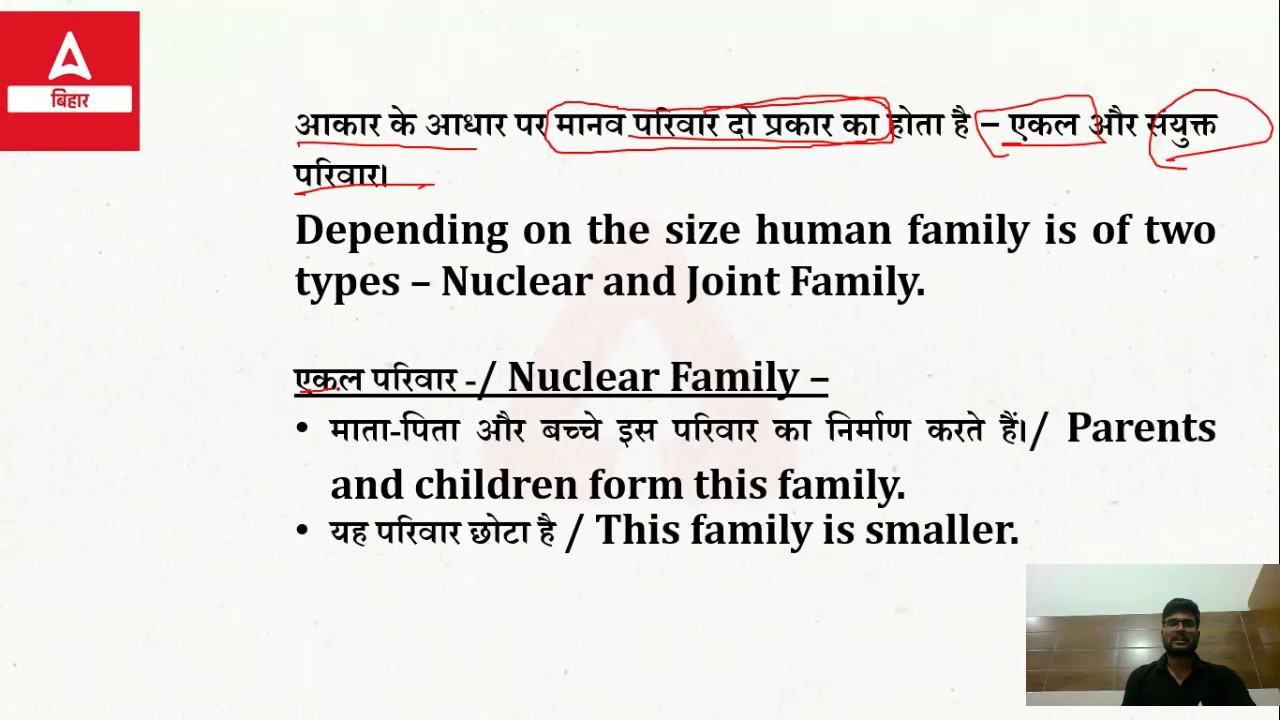 बिहार
आकार के आधार पर मानव परिवार दो प्रकार का होता है – एकल और संयुक्त
परिवार।
Depending on the size human family is of two
types – Nuclear and Joint Family.
एकल परिवार -/ Nuclear Family –
• माता-पिता और बच्चे इस परिवार का निर्माण करते हैं।/ Parents
and children form this family.
• यह परिवार छोटा है / This family is smaller.